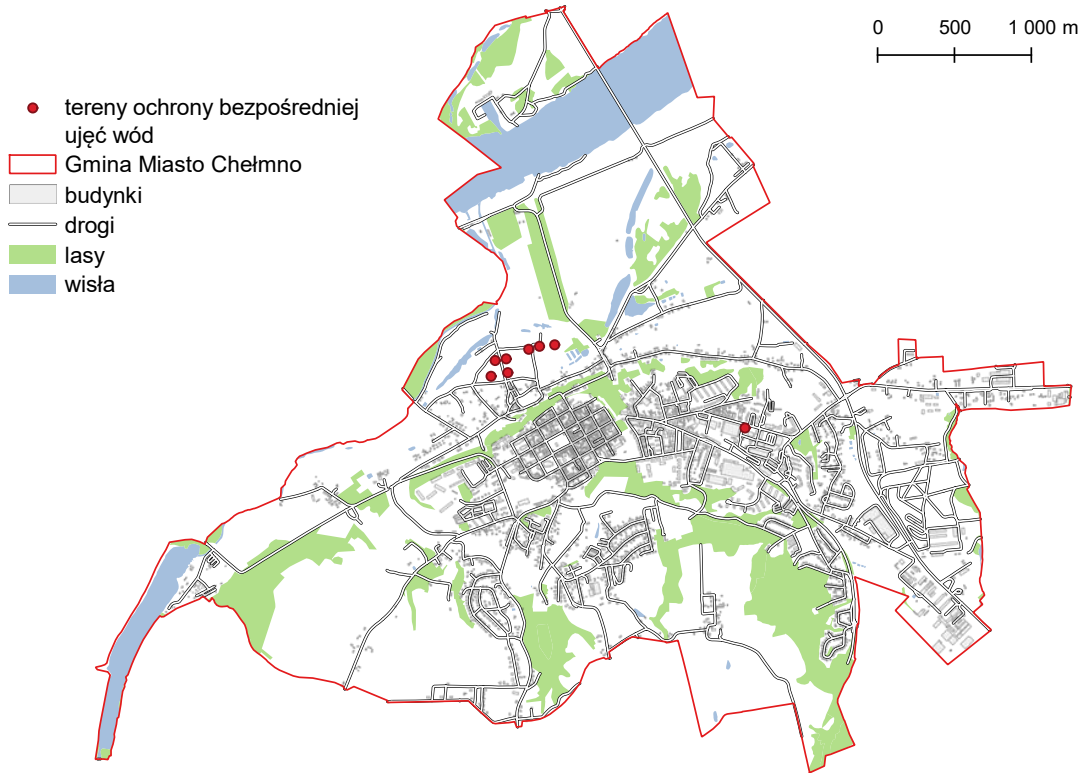 0 500 1 000 m
tereny ochrony bezpośredniej
ujęć wód
Gmina Miasto Chełmno
budynki
drogi
lasy
wisła